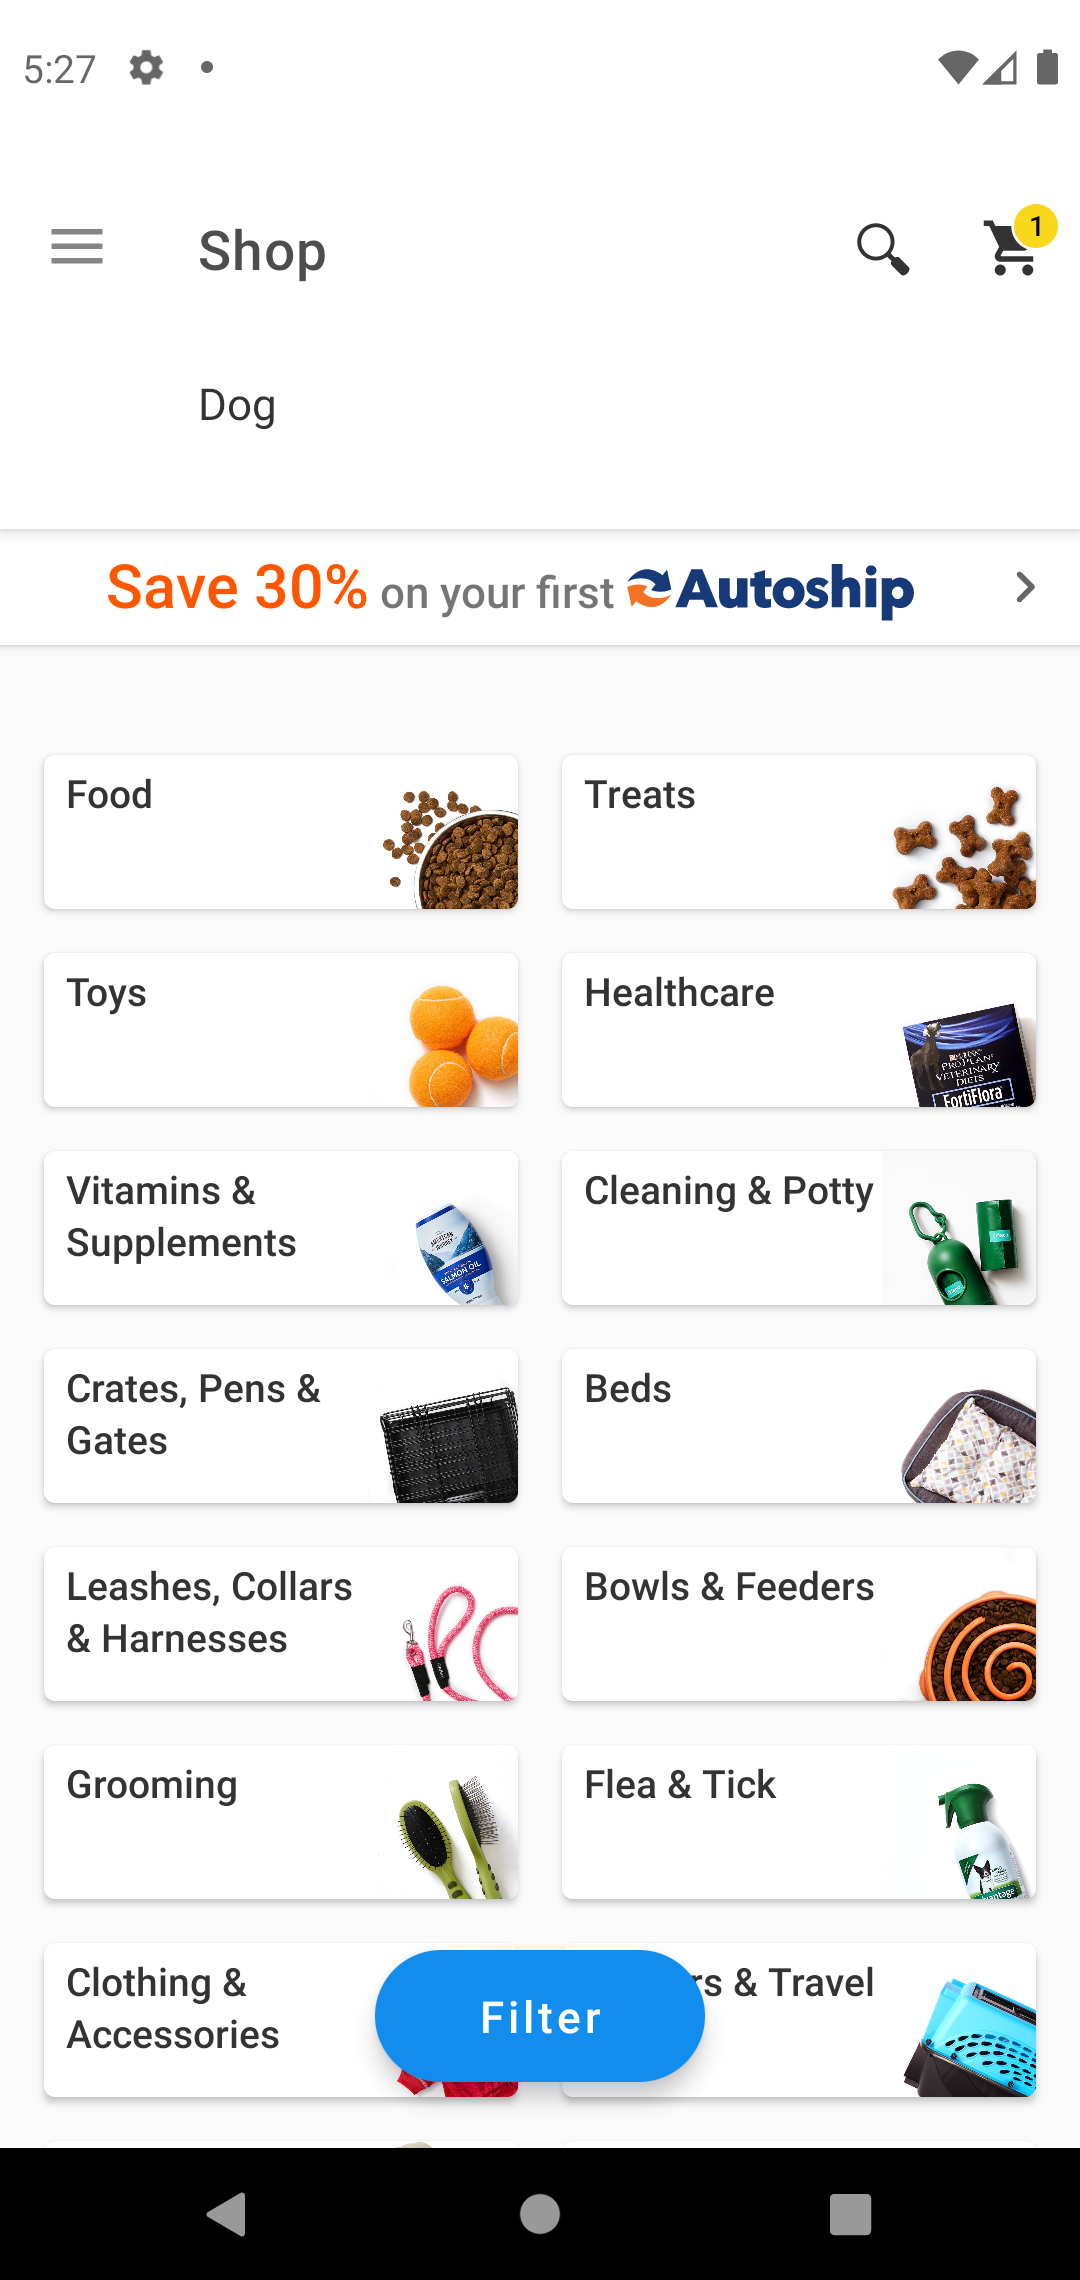 5:27
Shop
1
Dog
Save 30% on your first Autoship
Food
Treats
Toys
Healthcare
PRO PLAN
VETERINARY
DIETS
FortiFlora
Vitamins &
Supplements
SALMON OIL
Cleaning & Potty
Crates, Pens &
Gates
Beds
Leashes, Collars
& Harnesses
Bowls & Feeders
Grooming
Flea & Tick
Clothing &
Accessories
rs & Travel
Filter